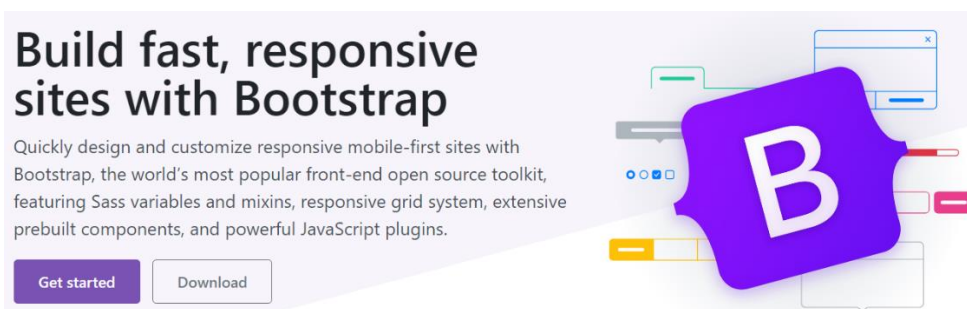 Build fast, responsive
sites with Bootstrap
Quickly design and customize responsive mobile-first sites with
Bootstrap, the world's most popular front-end open source toolkit,
featuring Sass variables and mixins, responsive grid system, extensive
prebuilt components, and powerful JavaScript plugins.
Get started
Download
B